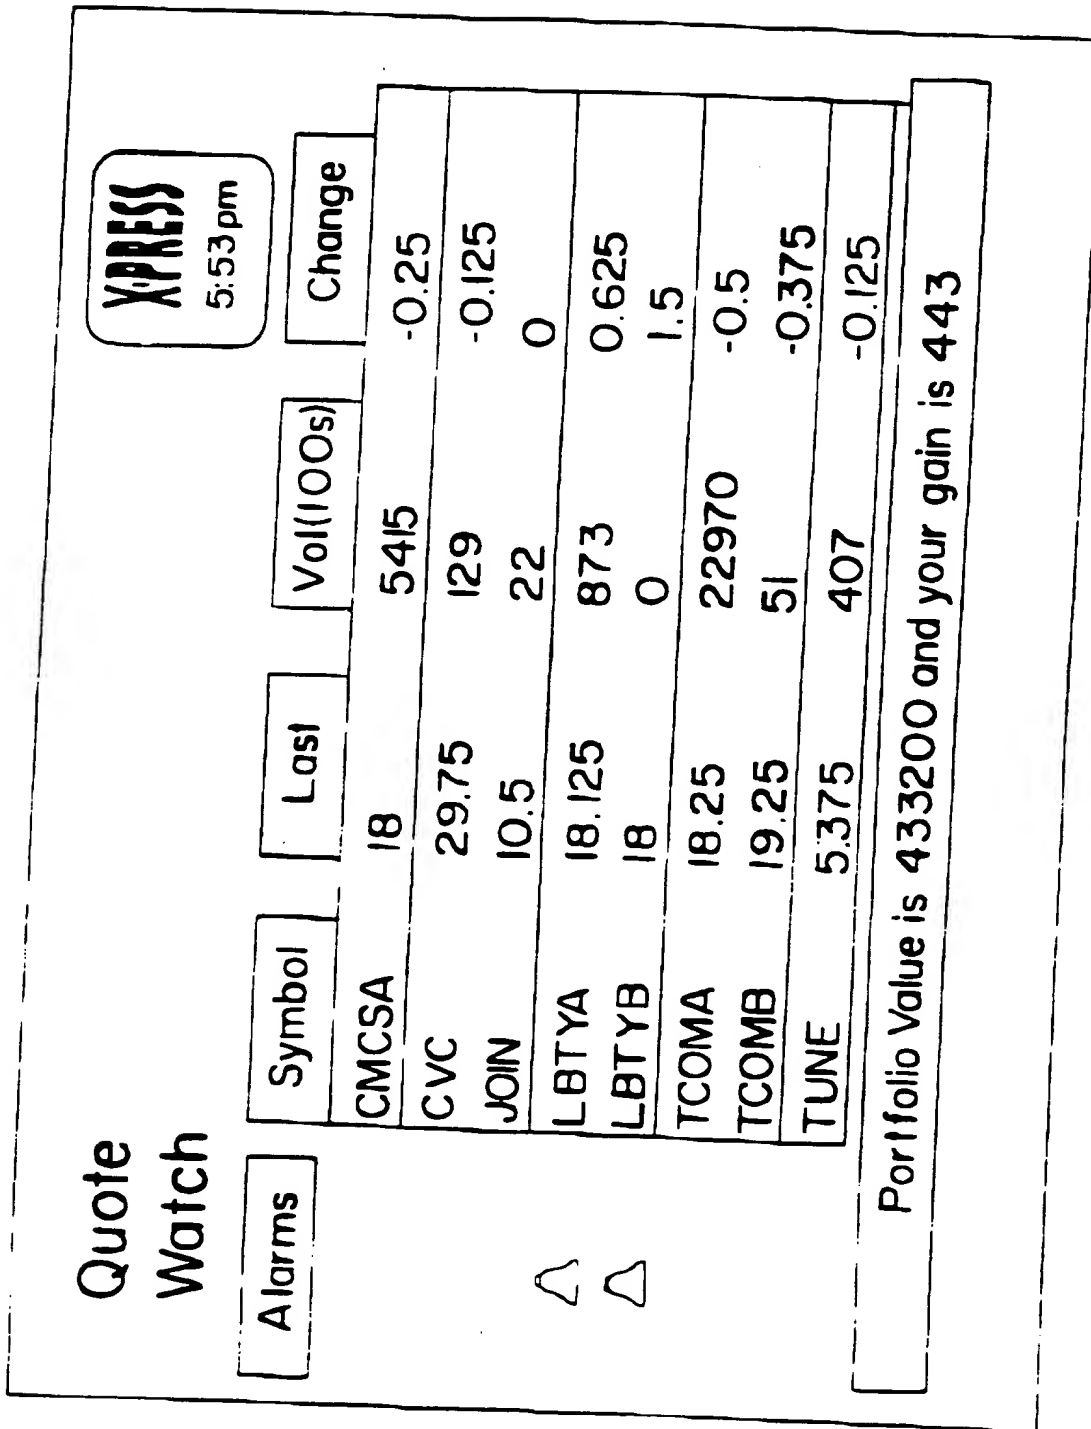 Quote
Watch
X·PRESS
5:53pm
Alarms Symbol Last Vol(100s) Change
CMCSA 18 5415 -0.25
CVC 29.75 129 -0.125
JOIN 10.5 22 0
LBTYA 18.125 873 0.625
LBTYB 18 0 1.5
TCOMA 18.25 22970 -0.5
TCOMB 19.25 51 -0.375
TUNE 5.375 407 -0.125
Portfolio Value is 433200 and your gain is 443